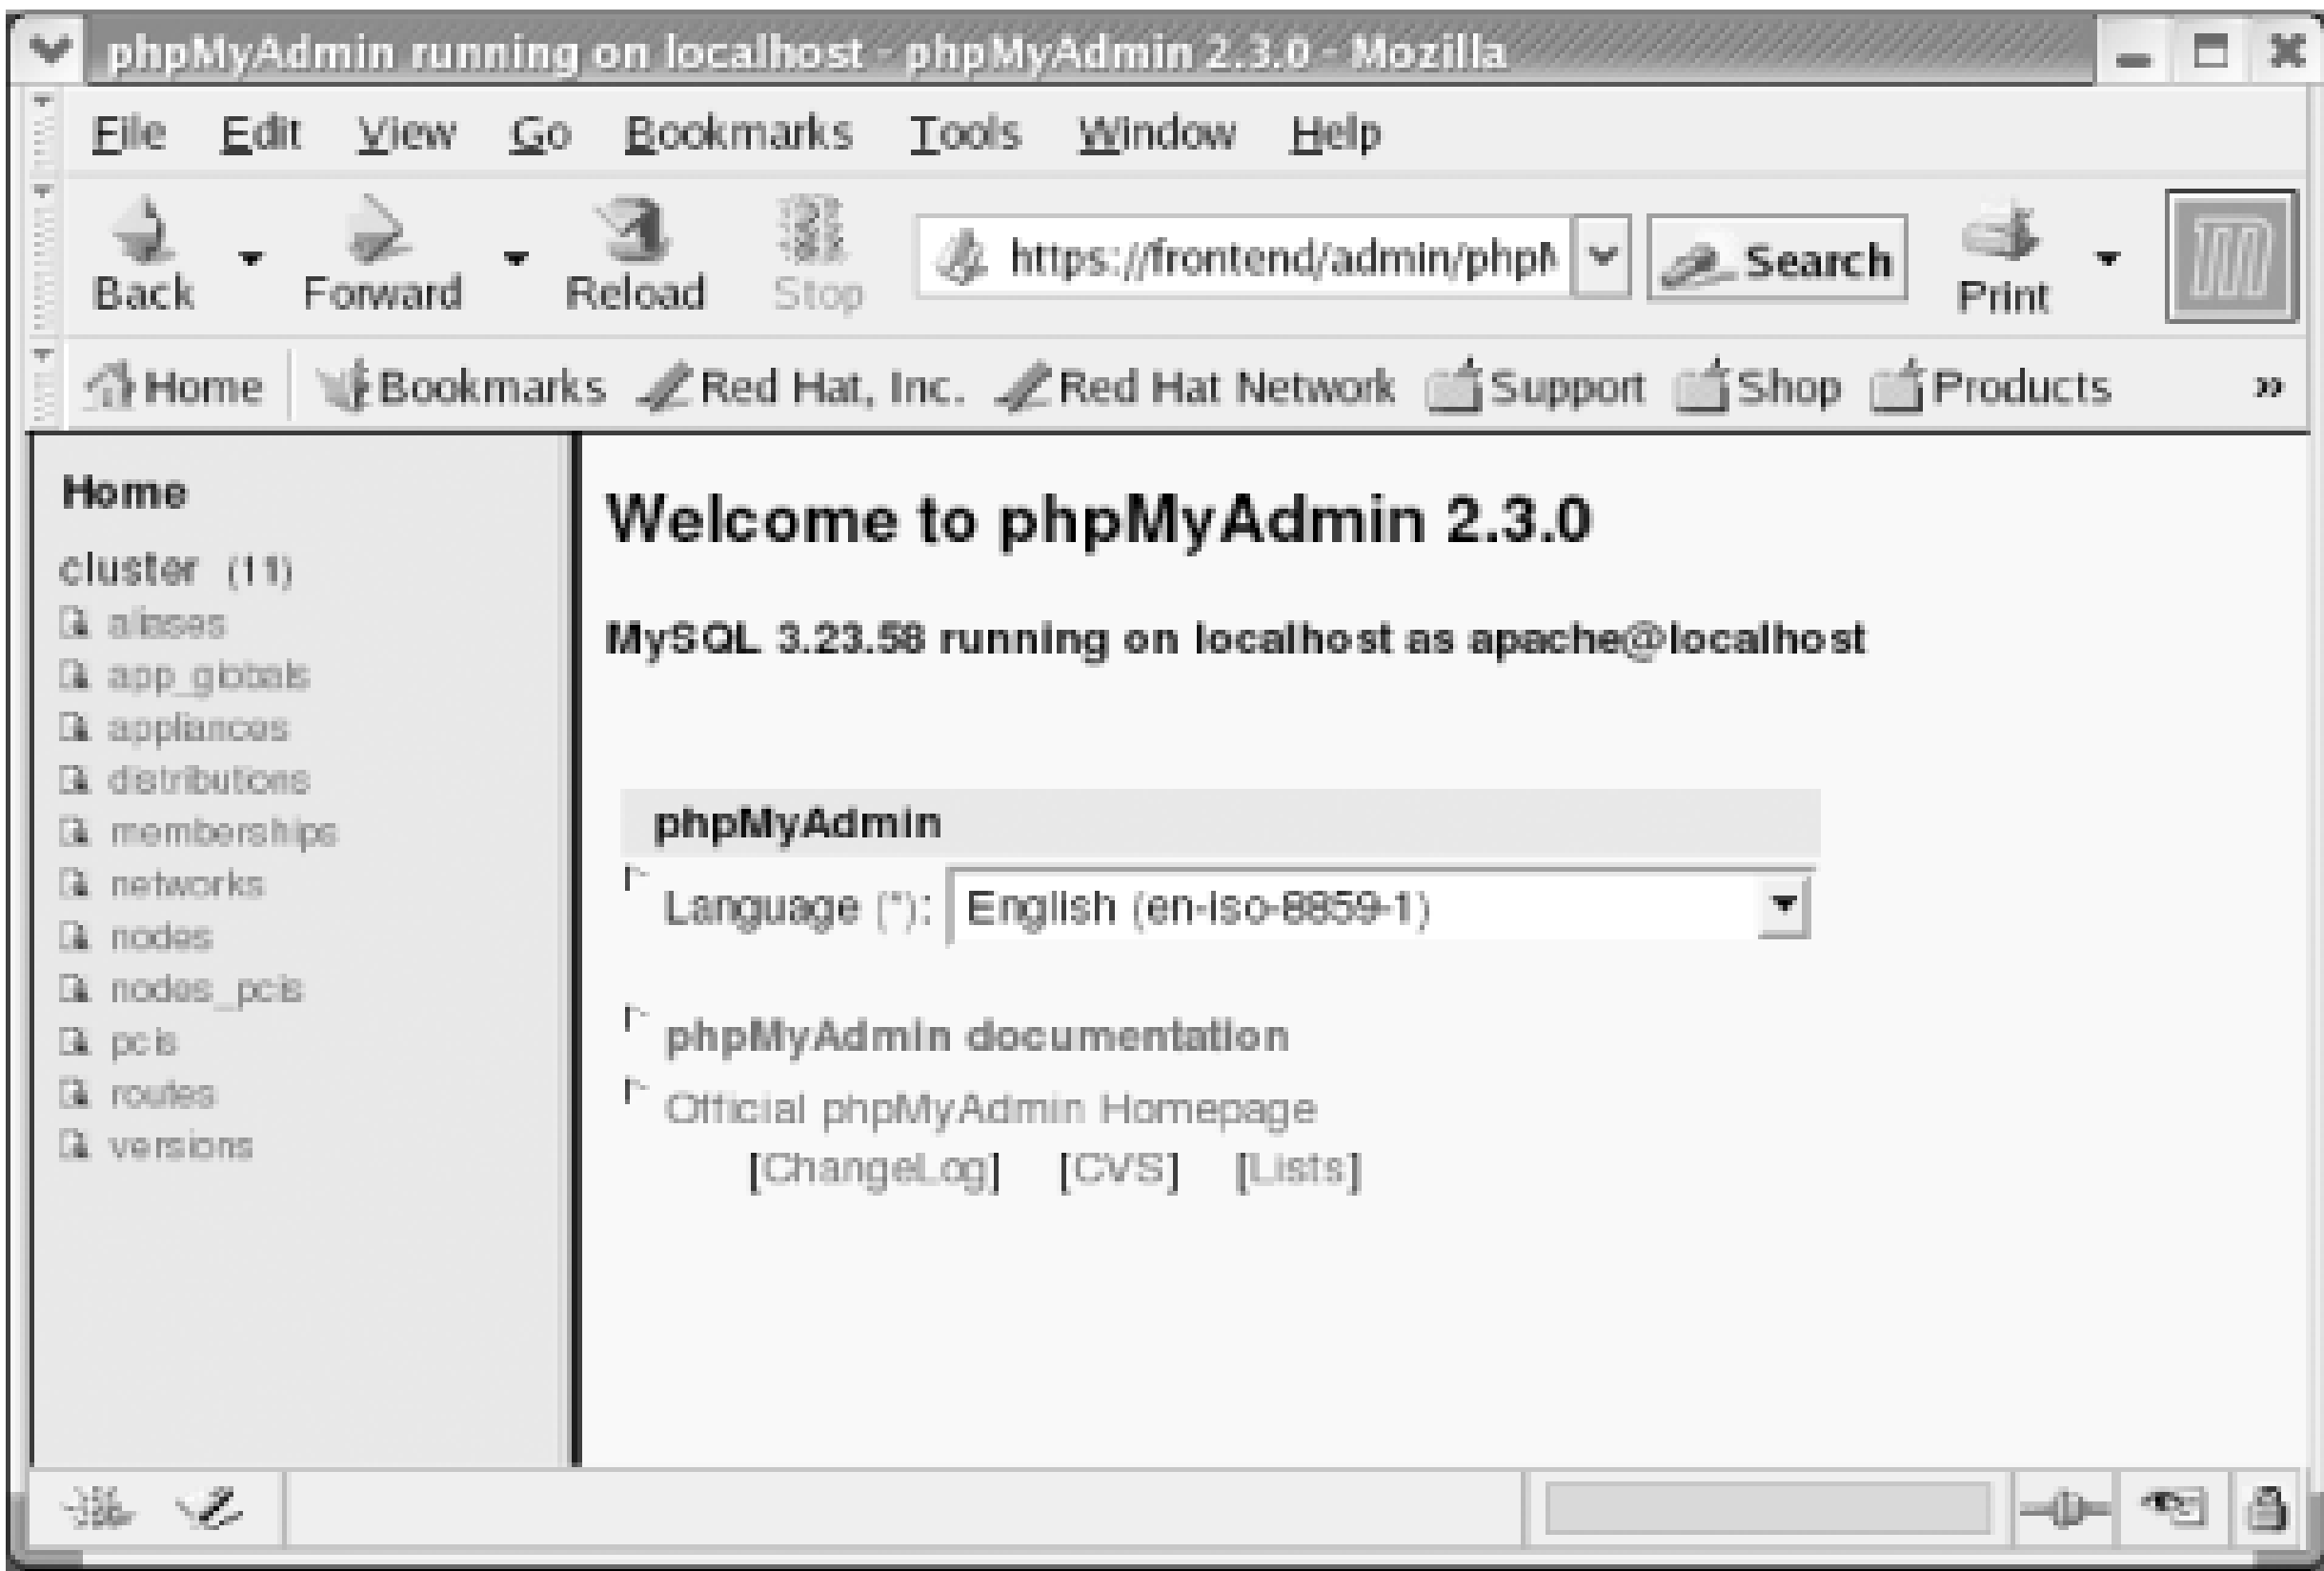 phpMyAdmin running on localhost - phpMyAdmin 2.3.0 - Mozilla
File Edit View Go Bookmarks Tools Window Help
Back Forward Reload Stop https://frontend/admin/phpM Search Print
Home Bookmarks Red Hat, Inc. Red Hat Network Support Shop Products »
Home
cluster (11)
aliases
app_globals
appliances
distributions
memberships
networks
nodes
nodes_pcis
pcis
routes
versions
Welcome to phpMyAdmin 2.3.0
MySQL 3.23.58 running on localhost as apache@localhost
phpMyAdmin
Language (*): English (en-iso-8859-1)
phpMyAdmin documentation
Official phpMyAdmin Homepage
[ChangeLog] [CVS] [Lists]